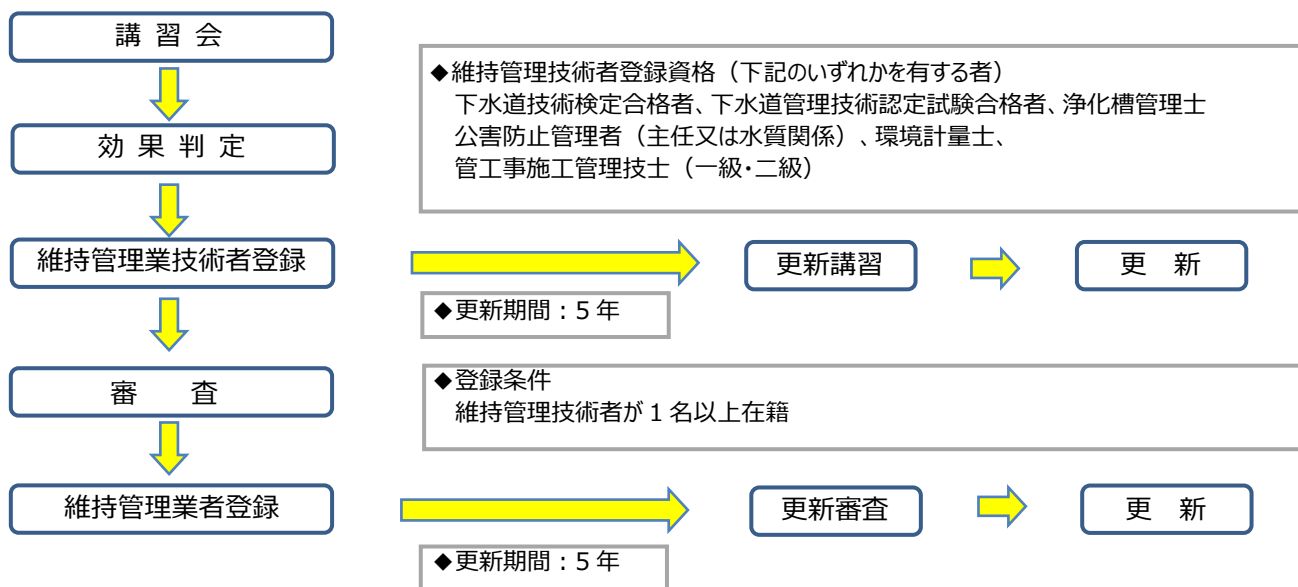 講 習 会
◆維持管理技術者登録資格（下記のいずれかを有する者）
下水道技術検定合格者、下水道管理技術認定試験合格者、浄化槽管理士
公害防止管理者（主任又は水質関係）、環境計量士、
管工事施工管理技士（一級・二級）
効 果 判 定
維持管理業技術者登録
更新講習
更 新
◆更新期間：5 年
審 査
◆登録条件
維持管理技術者が 1 名以上在籍
維持管理業者登録
更新審査
更 新
◆更新期間：5 年